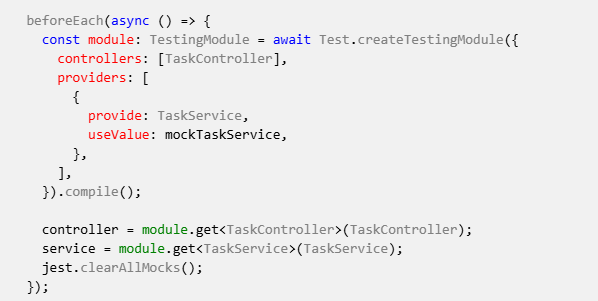 beforeEach(async () => {
  const module: TestingModule = await Test.createTestingModule({
    controllers: [TaskController],
    providers: [
      {
        provide: TaskService,
        useValue: mockTaskService,
      },
    ],
  }).compile();

  controller = module.get<TaskController>(TaskController);
  service = module.get<TaskService>(TaskService);
  jest.clearAllMocks();
});